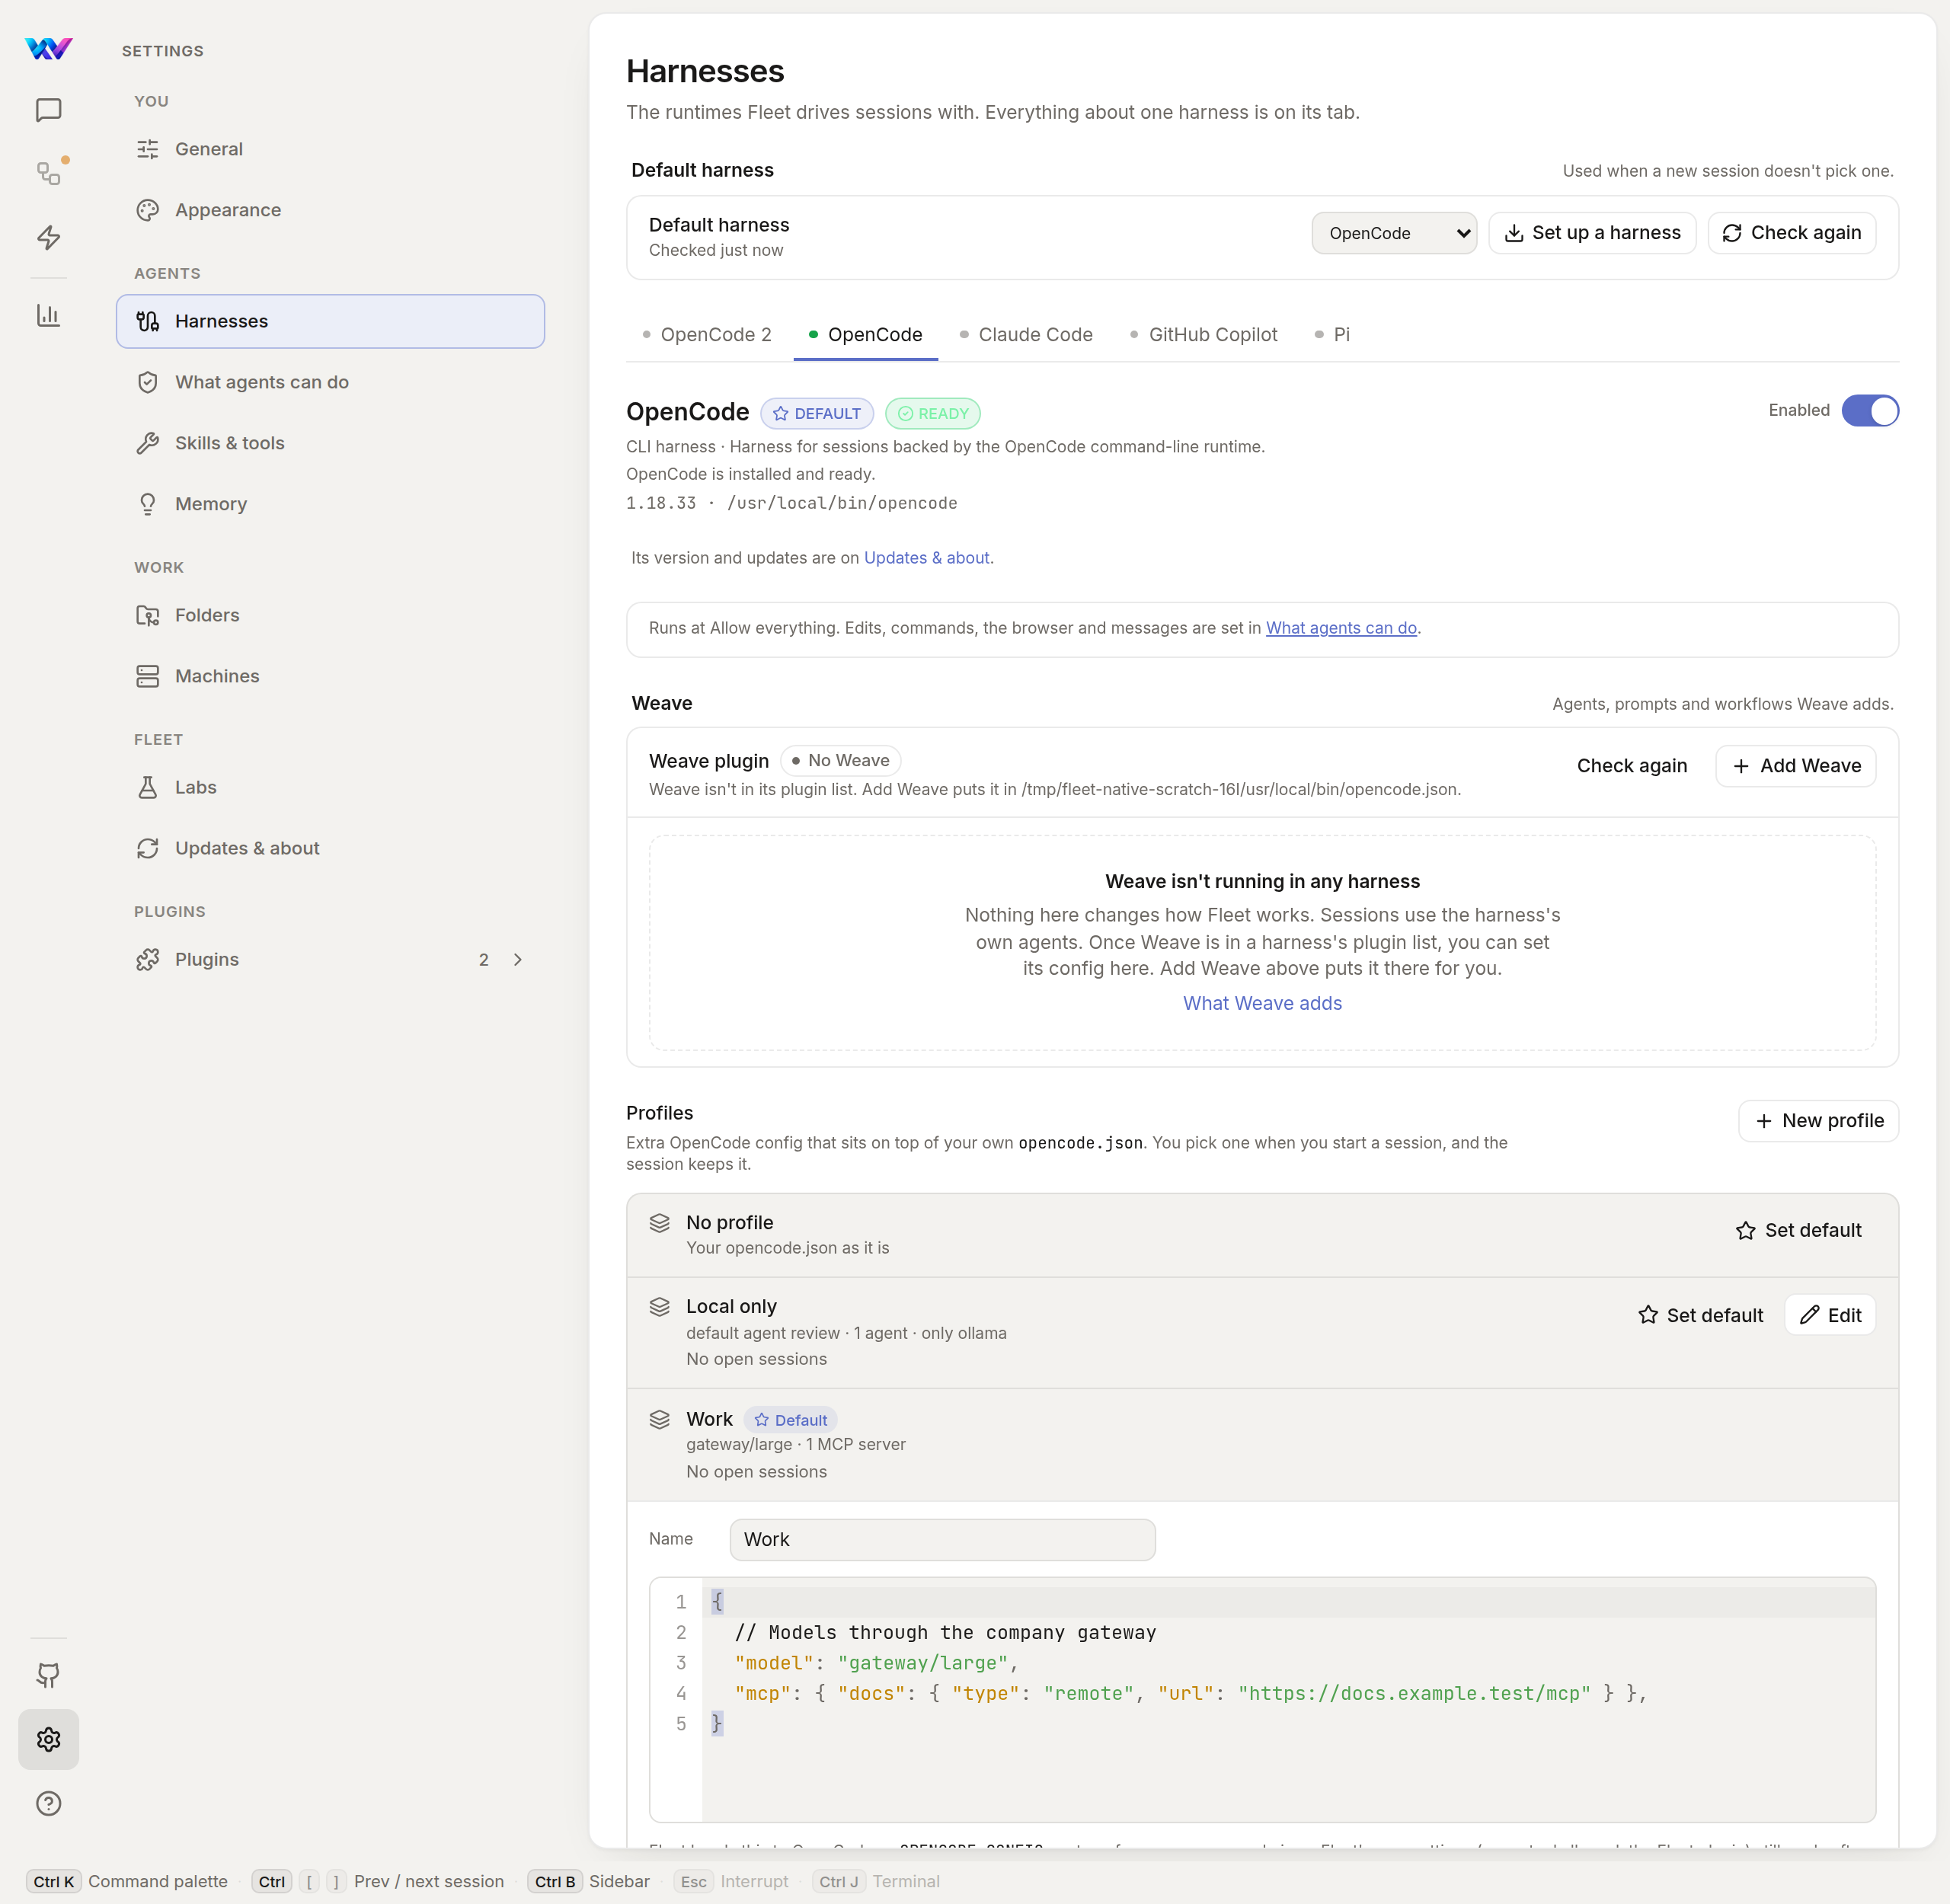 SETTINGS
YOU
General
Appearance
AGENTS
Harnesses
What agents can do
Skills & tools
Memory
WORK
Folders
Machines
FLEET
Labs
Updates & about
PLUGINS
Plugins 2
Harnesses
The runtimes Fleet drives sessions with. Everything about one harness is on its tab.
Default harness
Used when a new session doesn't pick one.
Default harness
Checked just now
OpenCode
Set up a harness
Check again
OpenCode 2
OpenCode
Claude Code
GitHub Copilot
Pi
OpenCode DEFAULT READY
Enabled
CLI harness · Harness for sessions backed by the OpenCode command-line runtime.
OpenCode is installed and ready.
1.18.33 · /usr/local/bin/opencode
Its version and updates are on Updates & about.
Runs at Allow everything. Edits, commands, the browser and messages are set in What agents can do.
Weave
Agents, prompts and workflows Weave adds.
Weave plugin No Weave
Weave isn't in its plugin list. Add Weave puts it in /tmp/fleet-native-scratch-16l/usr/local/bin/opencode.json.
Check again
+ Add Weave
Weave isn't running in any harness
Nothing here changes how Fleet works. Sessions use the harness's
own agents. Once Weave is in a harness's plugin list, you can set
its config here. Add Weave above puts it there for you.
What Weave adds
Profiles
Extra OpenCode config that sits on top of your own opencode.json. You pick one when you start a session, and the
session keeps it.
+ New profile
No profile
Your opencode.json as it is
Set default
Local only
default agent review · 1 agent · only ollama
No open sessions
Set default
Edit
Work Default
gateway/large · 1 MCP server
No open sessions
Name Work
1 {
2 // Models through the company gateway
3 "model": "gateway/large",
4 "mcp": { "docs": { "type": "remote", "url": "https://docs.example.test/mcp" } },
5 }
Ctrl K Command palette · Ctrl [ ] Prev / next session · Ctrl B Sidebar · Esc Interrupt · Ctrl J Terminal